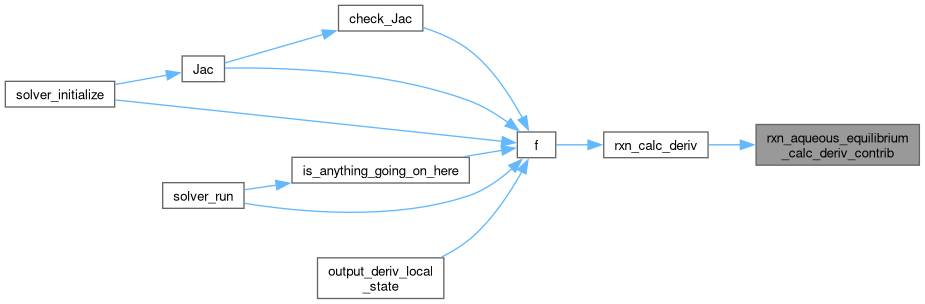 check_Jac
Jac
solver_initialize
f
rxn_calc_deriv
rxn_aqueous_equilibrium
_calc_deriv_contrib
is_anything_going_on_here
solver_run
output_deriv_local
_state